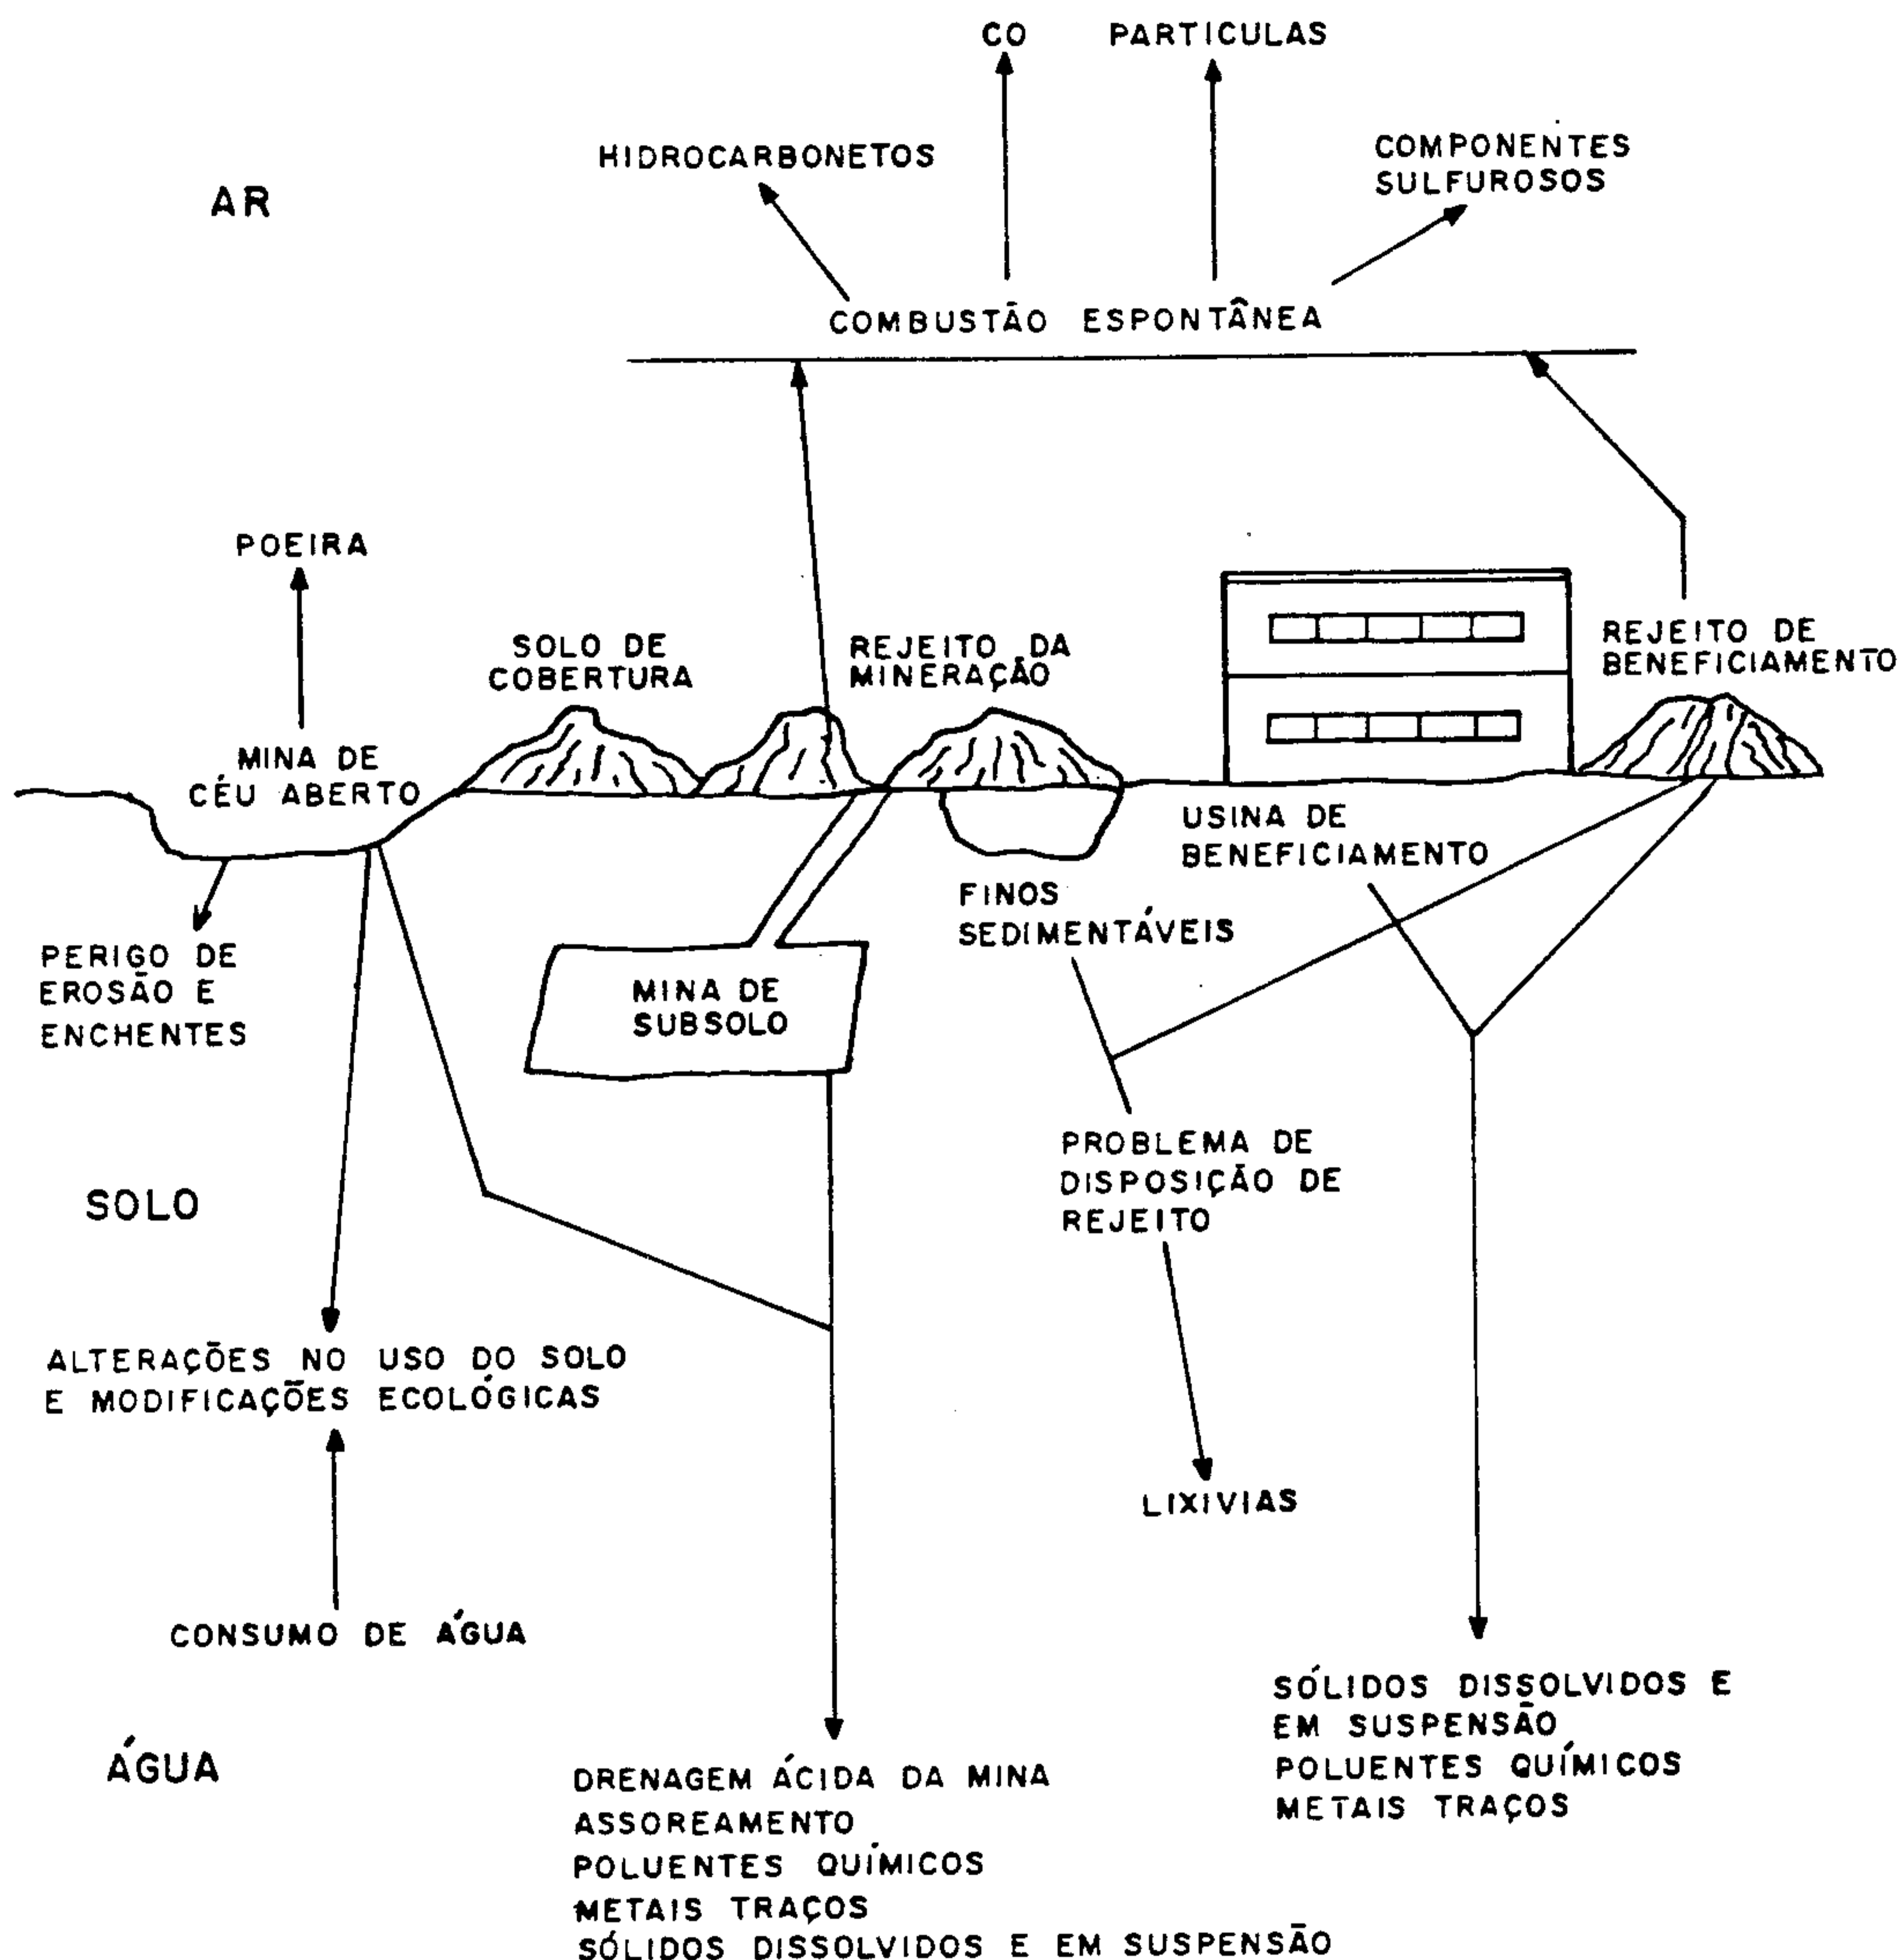 CO
PARTICULAS
HIDROCARBONETOS
COMPONENTES
SULFUROSOS
AR
COMBUSTÃO ESPONTÂNEA
POEIRA
SOLO DE
COBERTURA
REJEITO DA
MINERAÇÃO
REJEITO DE
BENEFICIAMENTO
MINA DE
CÉU ABERTO
USINA DE
BENEFICIAMENTO
FINOS
SEDIMENTÁVEIS
PERIGO DE
EROSÃO E
ENCHENTES
MINA DE
SUBSOLO
PROBLEMA DE
DISPOSIÇÃO DE
REJEITO
SOLO
ALTERAÇÕES NO USO DO SOLO
E MODIFICAÇÕES ECOLÓGICAS
LIXIVIAS
CONSUMO DE ÁGUA
SÓLIDOS DISSOLVIDOS E
EM SUSPENSÃO
POLUENTES QUÍMICOS
METAIS TRAÇOS
ÁGUA
DRENAGEM ÁCIDA DA MINA
ASSOREAMENTO
POLUENTES QUÍMICOS
METAIS TRAÇOS
SÓLIDOS DISSOLVIDOS E EM SUSPENSÃO